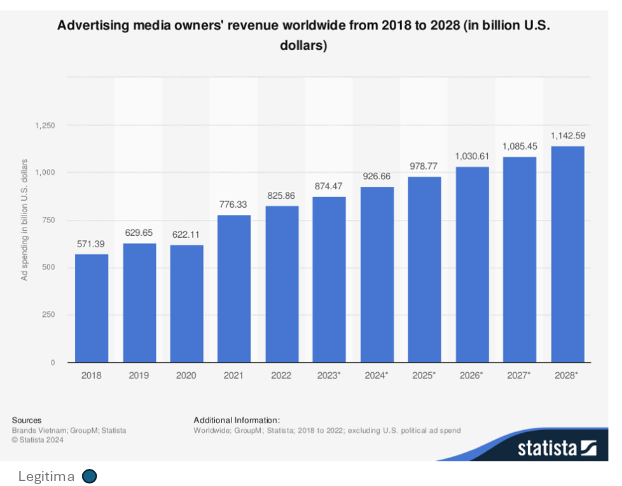 Advertising media owners' revenue worldwide from 2018 to 2028 (in billion U.S.
dollars)
Ad spending in billion U.S. dollars
1,250
1,000
750
500
250
0
571.39
629.65
622.11
776.33
825.86
874.47
926.66
978.77
1,030.61
1,085.45
1,142.59
2018 2019 2020 2021 2022 2023* 2024* 2025* 2026* 2027* 2028*
Sources
Brands Vietnam; GroupM; Statista
© Statista 2024
Additional Information:
Worldwide; GroupM; Statista; 2018 to 2022; excluding U.S. political ad spend
statista
Legitima